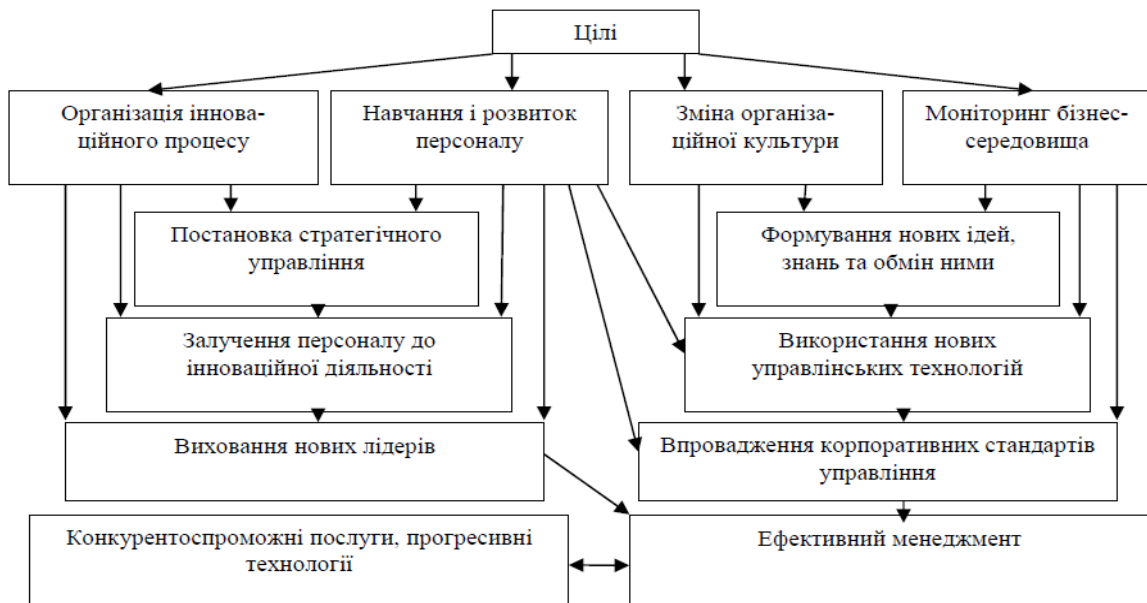 Цілі
Організація іннова-
ційного процесу
Навчання і розвиток
персоналу
Зміна організа-
ційної культури
Моніторинг бізнес-
середовища
Постановка стратегічного
управління
Формування нових ідей,
знань та обмін ними
Залучення персоналу до
інноваційної діяльності
Використання нових
управлінських технологій
Виховання нових лідерів
Впровадження корпоративних стандартів
управління
Конкурентоспроможні послуги, прогресивні
технології
Ефективний менеджмент